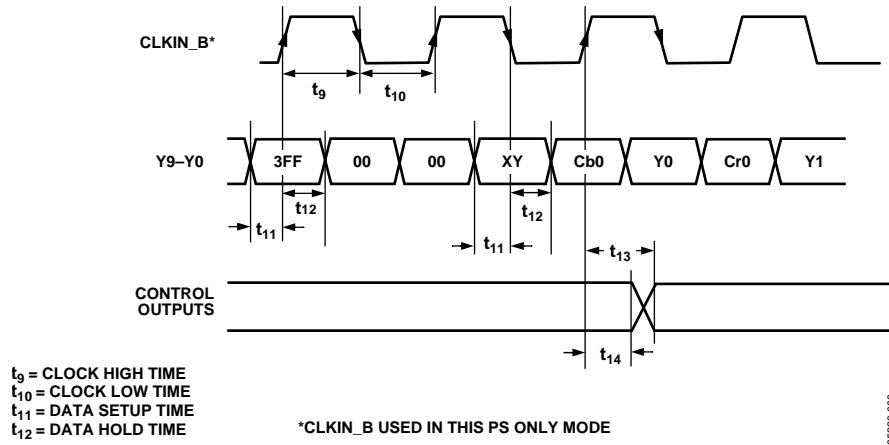 CLKIN_B*
t9
t10
Y9–Y0
3FF
00
00
XY
Cb0
Y0
Cr0
Y1
t12
t12
t11
t11
t13
CONTROL
OUTPUTS
t14
t9 = CLOCK HIGH TIME
t10 = CLOCK LOW TIME
t11 = DATA SETUP TIME
t12 = DATA HOLD TIME
*CLKIN_B USED IN THIS PS ONLY MODE